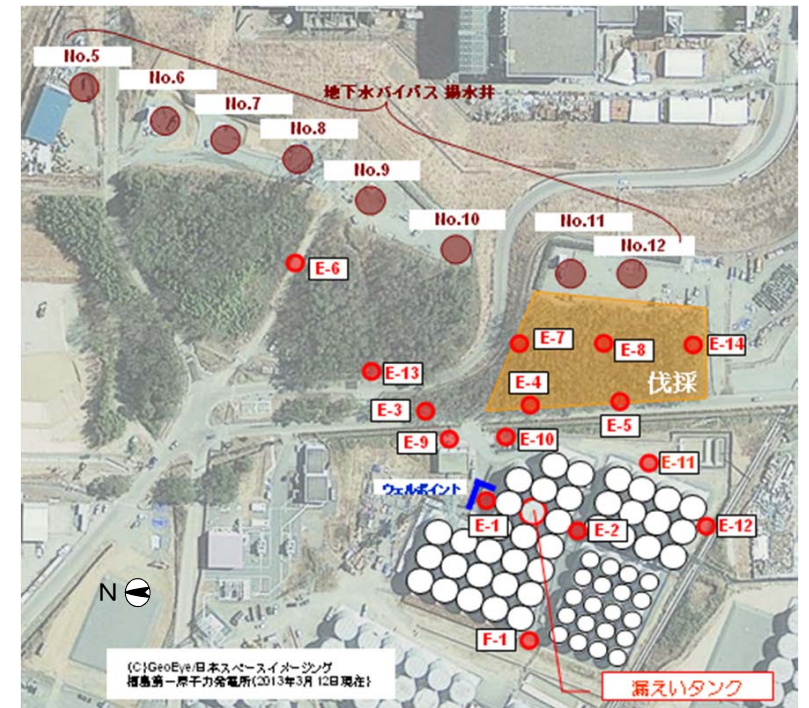 No.5
No.6
No.7
No.8
地下水バイパス 揚水井
No.9
No.10
No.11
No.12
E-6
E-7
E-8
E-14
E-13
伐採
E-4
E-3
E-5
E-9
E-10
E-11
ウェルポイント
E-1
E-2
E-12
N
F-1
(C)GeoEye/日本スペースイメージング
福島第一原子力発電所(2013年3月12日現在)
漏えいタンク